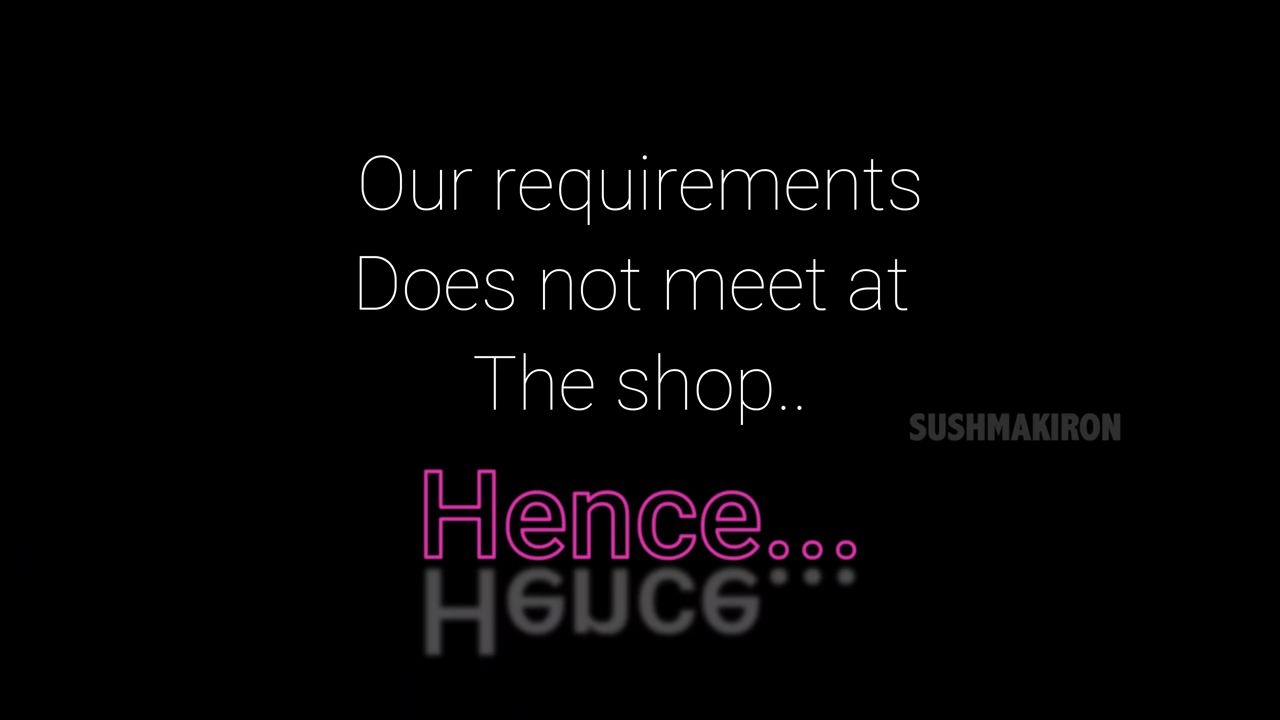 Our requirements
Does not meet at
The shop..
SUSHMAKIRON
Hence...